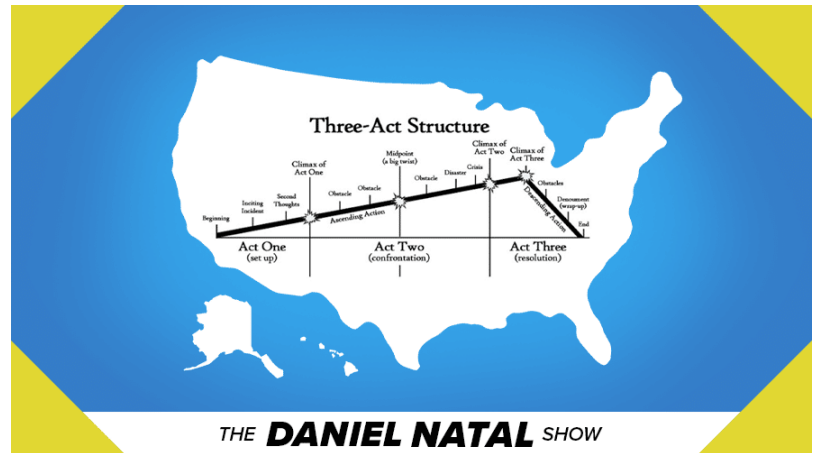 Three-Act Structure
Climax of
Act One
Midpoint
(a big twist)
Climax of
Act Two
Climax of
Act Three
Beginning
Inciting
Incident
Second
Thoughts
Obstacle
Obstacle
Ascending Action
Obstacle
Disaster
Crisis
Obstacles
Descending Action
Denoument
(wrap-up)
End
Act One
(set up)
Act Two
(confrontation)
Act Three
(resolution)
THE DANIEL NATAL SHOW